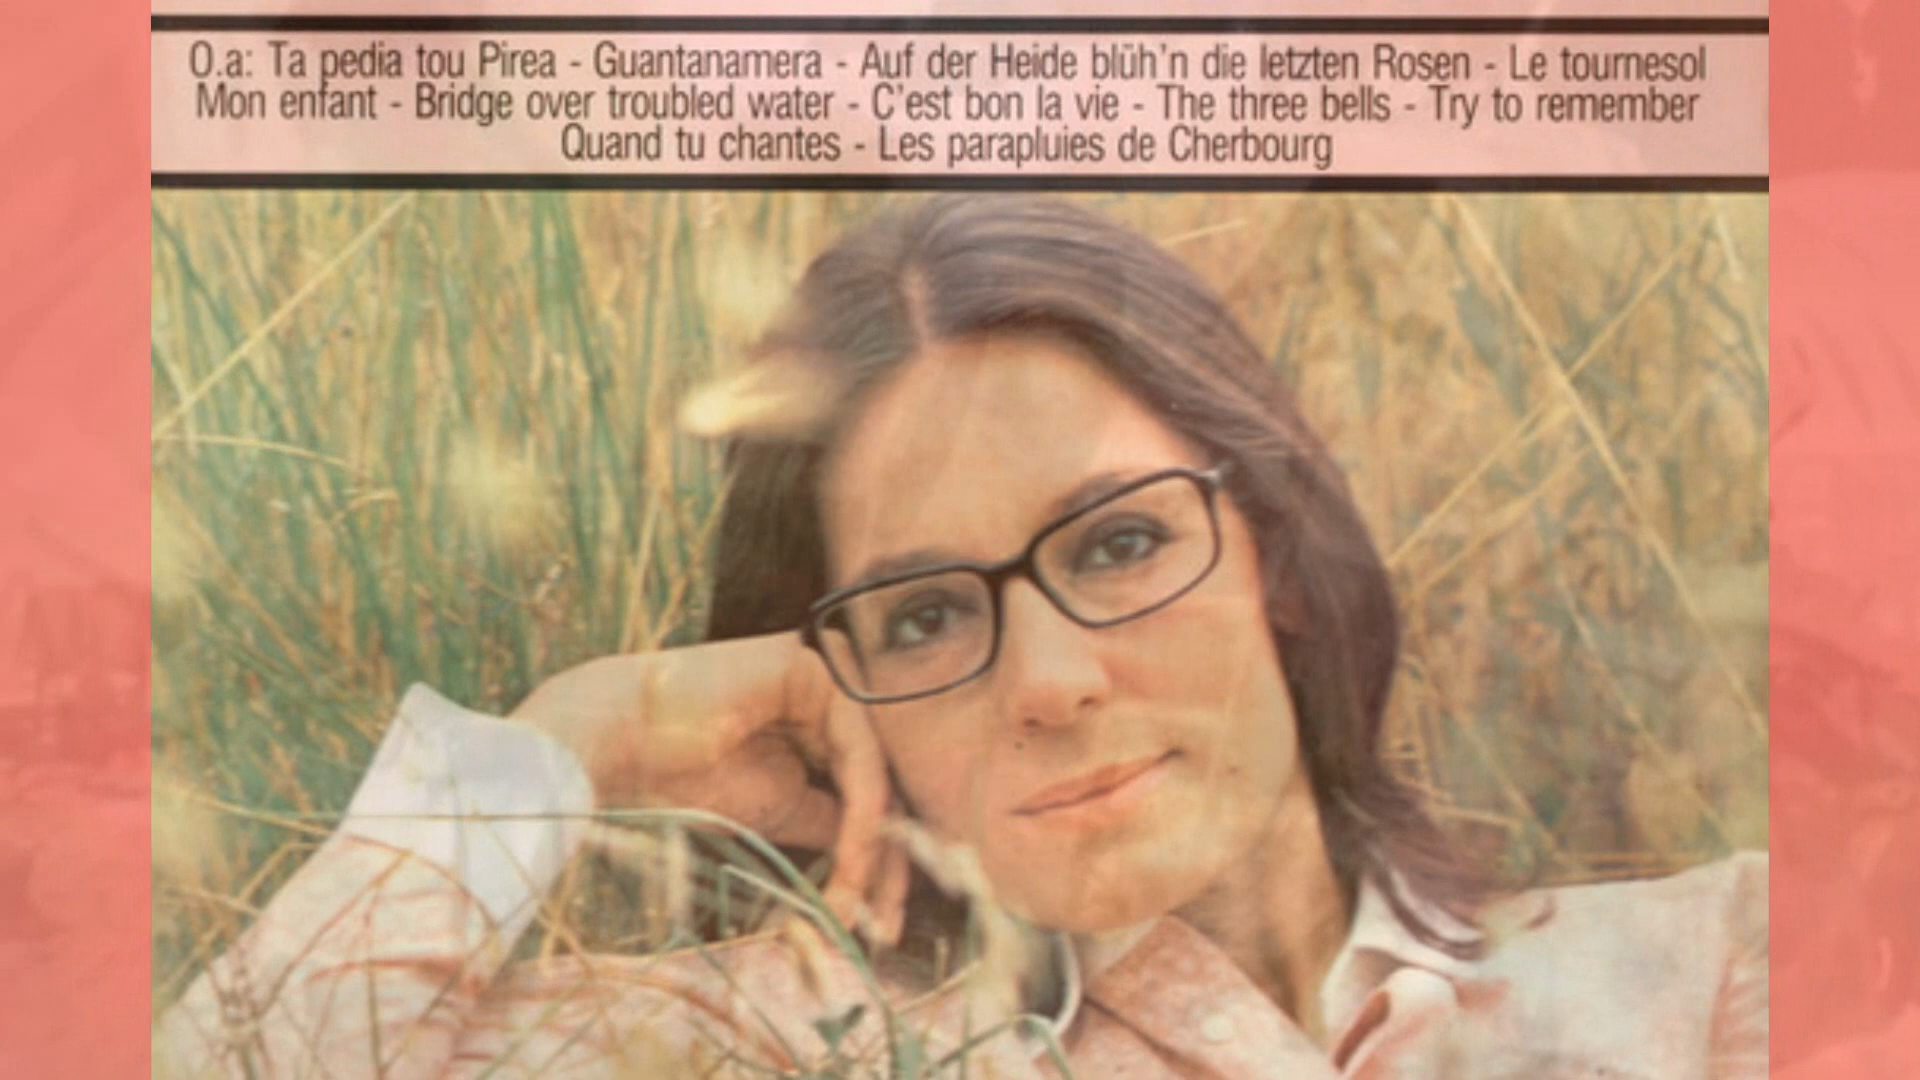 O.a: Ta pedia tou Pirea - Guantanamera - Auf der Heide blüh'n die letzten Rosen - Le tournesol
Mon enfant - Bridge over troubled water - C'est bon la vie - The three bells - Try to remember
Quand tu chantes - Les parapluies de Cherbourg